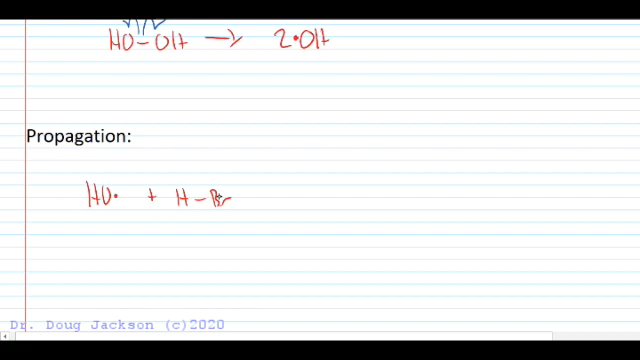 HO–OH → 2•OH
Propagation:
HO• + H–Br
Dr. Doug Jackson (c)2020